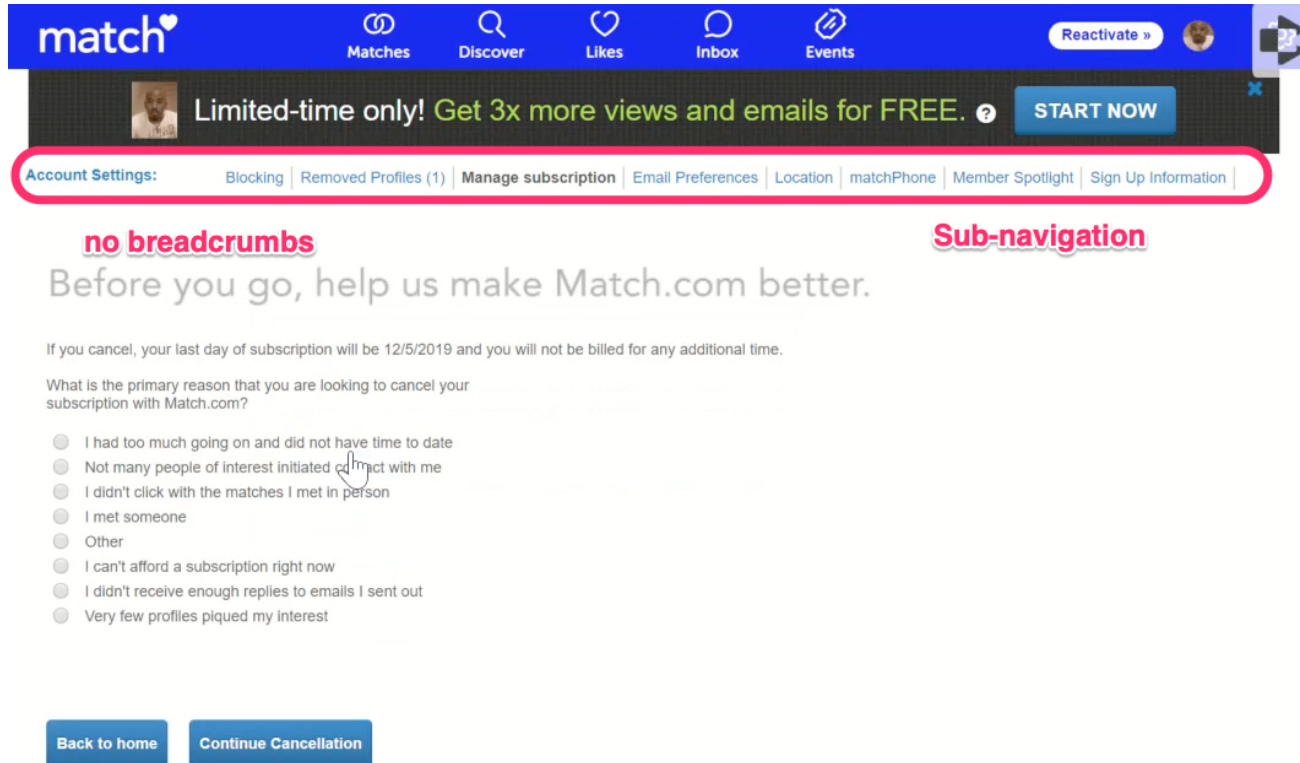 match
Matches Discover Likes Inbox Events
Reactivate »
Limited-time only! Get 3x more views and emails for FREE. ?
START NOW
Account Settings: Blocking Removed Profiles (1) Manage subscription Email Preferences Location matchPhone Member Spotlight Sign Up Information
no breadcrumbs
Sub-navigation
Before you go, help us make Match.com better.
If you cancel, your last day of subscription will be 12/5/2019 and you will not be billed for any additional time.
What is the primary reason that you are looking to cancel your
subscription with Match.com?
I had too much going on and did not have time to date
Not many people of interest initiated contact with me
I didn't click with the matches I met in person
I met someone
Other
I can't afford a subscription right now
I didn't receive enough replies to emails I sent out
Very few profiles piqued my interest
Back to home
Continue Cancellation